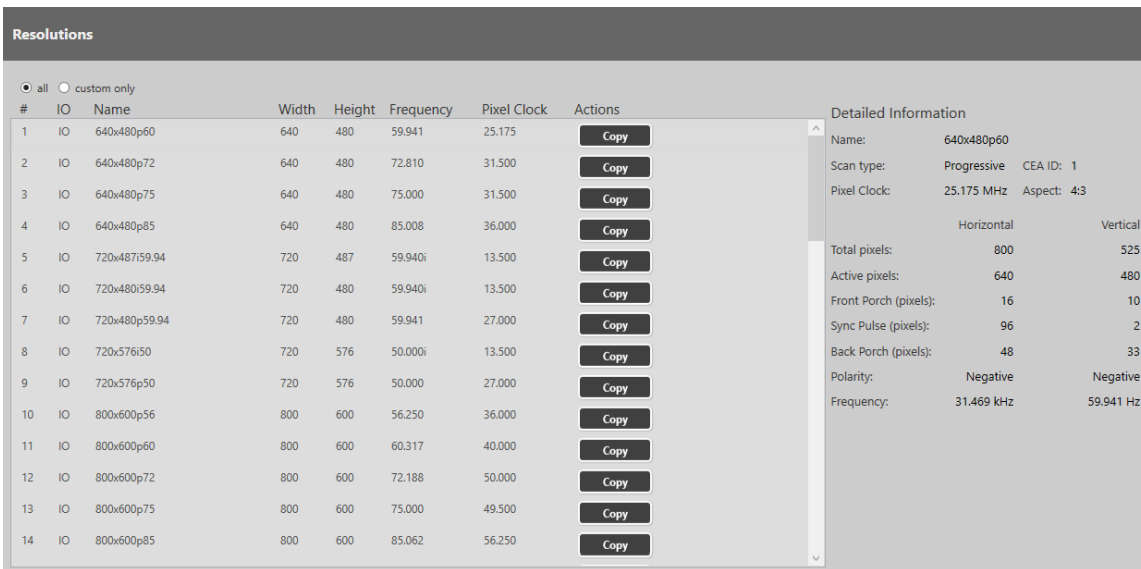 Resolutions
all custom only
# IO Name Width Height Frequency Pixel Clock Actions
1 IO 640x480p60 640 480 59.941 25.175 Copy
2 IO 640x480p72 640 480 72.810 31.500 Copy
3 IO 640x480p75 640 480 75.000 31.500 Copy
4 IO 640x480p85 640 480 85.008 36.000 Copy
5 IO 720x487i59.94 720 487 59.940i 13.500 Copy
6 IO 720x480i59.94 720 480 59.940i 13.500 Copy
7 IO 720x480p59.94 720 480 59.941 27.000 Copy
8 IO 720x576i50 720 576 50.000i 13.500 Copy
9 IO 720x576p50 720 576 50.000 27.000 Copy
10 IO 800x600p56 800 600 56.250 36.000 Copy
11 IO 800x600p60 800 600 60.317 40.000 Copy
12 IO 800x600p72 800 600 72.188 50.000 Copy
13 IO 800x600p75 800 600 75.000 49.500 Copy
14 IO 800x600p85 800 600 85.062 56.250 Copy
Detailed Information
Name: 640x480p60
Scan type: Progressive CEA ID: 1
Pixel Clock: 25.175 MHz Aspect: 4:3
Horizontal Vertical
Total pixels: 800 525
Active pixels: 640 480
Front Porch (pixels): 16 10
Sync Pulse (pixels): 96 2
Back Porch (pixels): 48 33
Polarity: Negative Negative
Frequency: 31.469 kHz 59.941 Hz